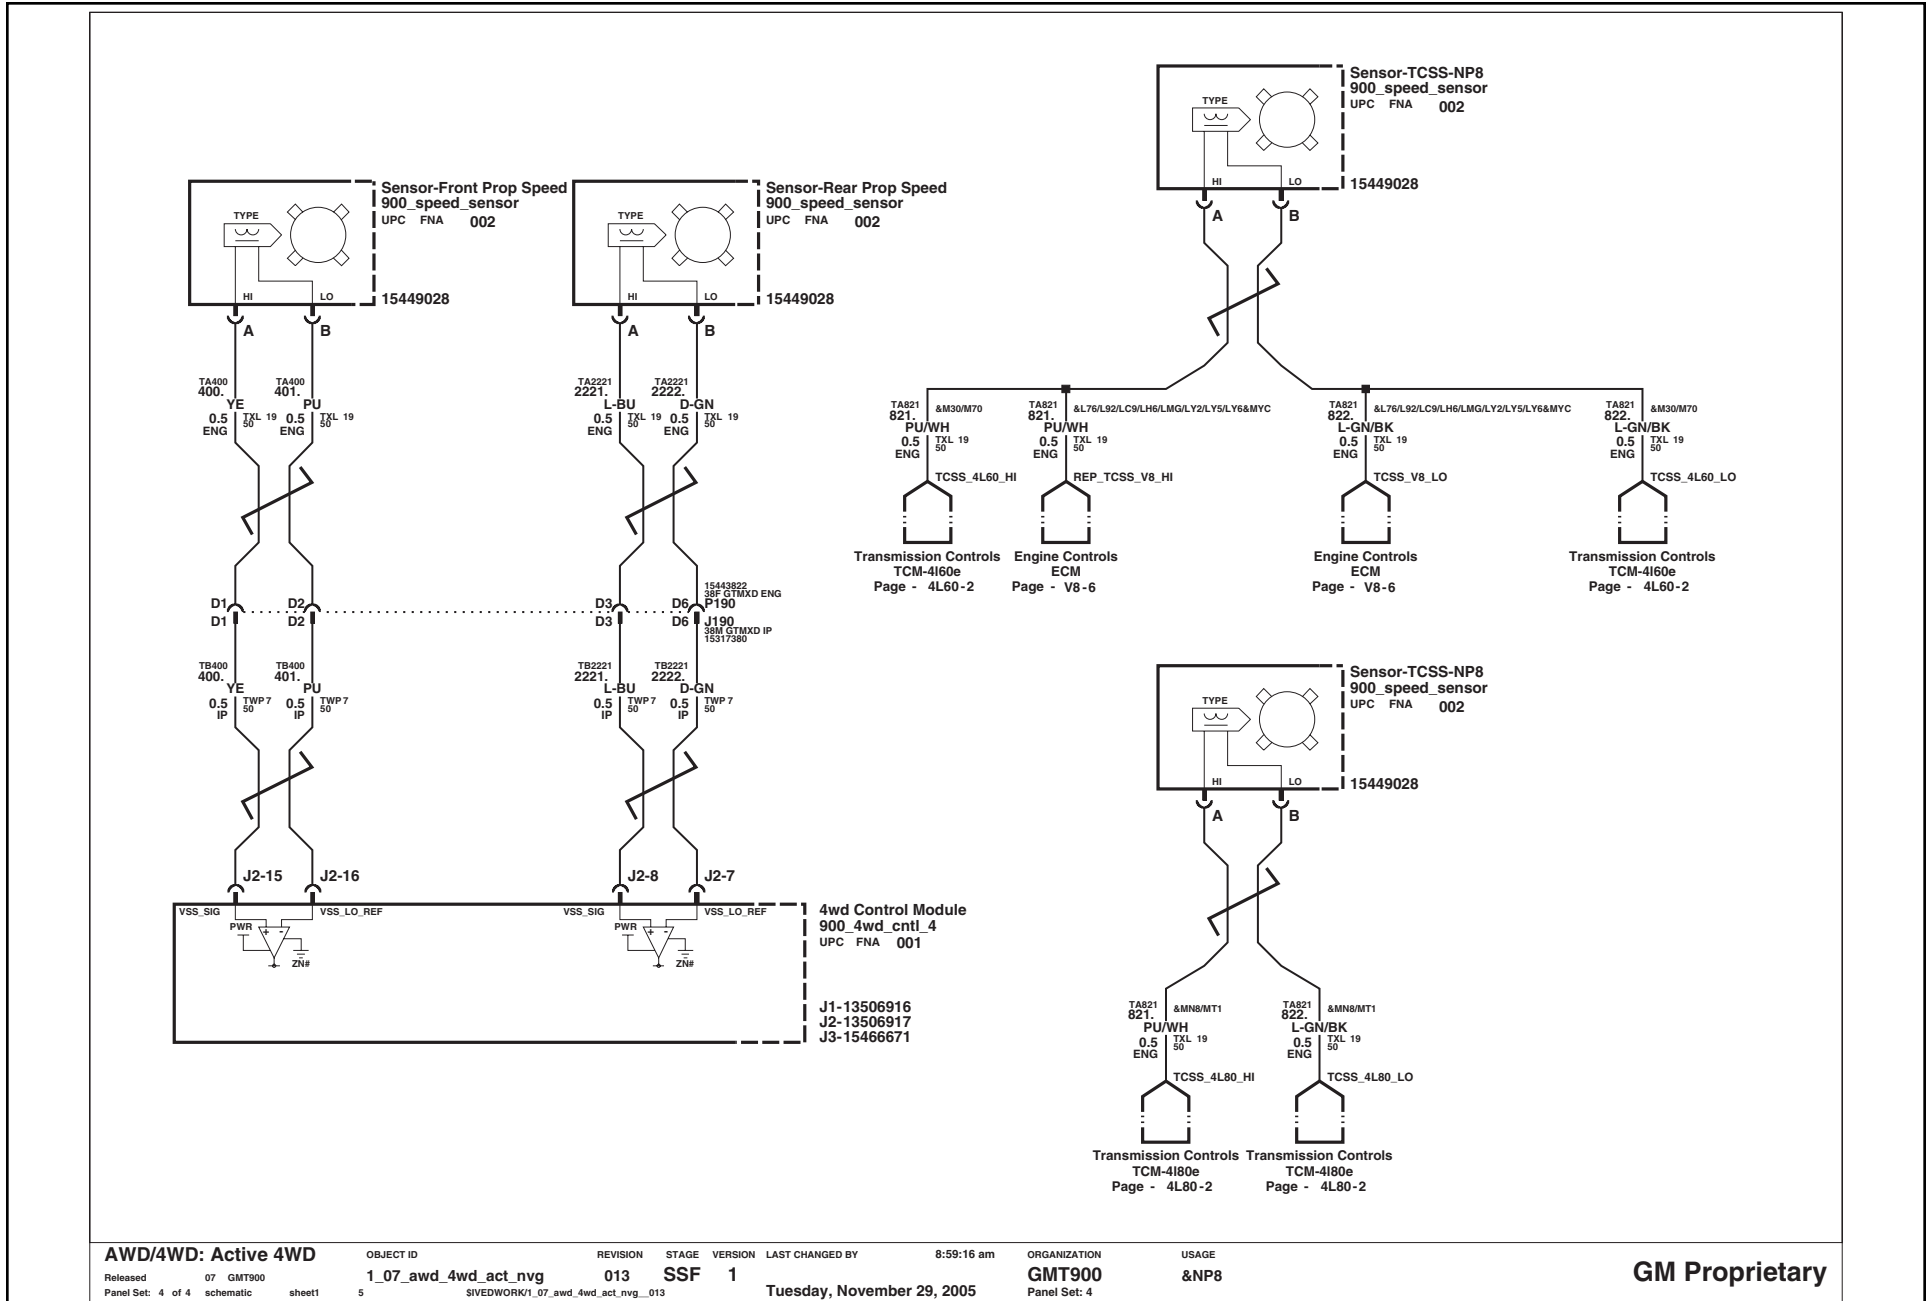 Sensor-TCSS-NP8
900_speed_sensor
UPC FNA 002
TYPE
HI LO
15449028
A B
Sensor-Front Prop Speed
900_speed_sensor
UPC FNA 002
TYPE
HI LO
15449028
A B
Sensor-Rear Prop Speed
900_speed_sensor
UPC FNA 002
TYPE
HI LO
15449028
A B
TA400
400.
YE
0.5 TXL 19
ENG 50
TA400
401.
PU
0.5 TXL 19
ENG 50
TA2221
2221.
L-BU
0.5 TXL 19
ENG 50
TA2221
2222.
D-GN
0.5 TXL 19
ENG 50
TA821
821. &M30/M70
PU/WH
0.5 TXL 19
ENG 50
TCSS_4L60_HI
Transmission Controls
TCM-4l60e
Page - 4L60-2
TA821
821. &L76/L92/LC9/LH6/LMG/LY2/LY5/LY6&MYC
PU/WH
0.5 TXL 19
ENG 50
REP_TCSS_V8_HI
Engine Controls
ECM
Page - V8-6
TA821
822. &L76/L92/LC9/LH6/LMG/LY2/LY5/LY6&MYC
L-GN/BK
0.5 TXL 19
ENG 50
TCSS_V8_LO
Engine Controls
ECM
Page - V8-6
TA821
822. &M30/M70
L-GN/BK
0.5 TXL 19
ENG 50
TCSS_4L60_LO
Transmission Controls
TCM-4l60e
Page - 4L60-2
15443822
38F GTMXD ENG
D1 D2 D3 D6 P190
D1 D2 D3 D6 J190
38M GTMXD IP
15317380
TB400
400.
YE
0.5 TWP 7
IP 50
TB400
401.
PU
0.5 TWP 7
IP 50
TB2221
2221.
L-BU
0.5 TWP 7
IP 50
TB2221
2222.
D-GN
0.5 TWP 7
IP 50
J2-15 J2-16 J2-8 J2-7
VSS_SIG VSS_LO_REF VSS_SIG VSS_LO_REF
PWR + - PWR + -
ZN# ZN#
4wd Control Module
900_4wd_cntl_4
UPC FNA 001
J1-13506916
J2-13506917
J3-15466671
Sensor-TCSS-NP8
900_speed_sensor
UPC FNA 002
TYPE
HI LO
15449028
A B
TA821
821. &MN8/MT1
PU/WH
0.5 TXL 19
ENG 50
TCSS_4L80_HI
Transmission Controls
TCM-4l80e
Page - 4L80-2
TA821
822. &MN8/MT1
L-GN/BK
0.5 TXL 19
ENG 50
TCSS_4L80_LO
Transmission Controls
TCM-4l80e
Page - 4L80-2
AWD/4WD: Active 4WD OBJECT ID REVISION STAGE VERSION LAST CHANGED BY 8:59:16 am ORGANIZATION USAGE
Released 07 GMT900 1_07_awd_4wd_act_nvg 013 SSF 1 GMT900 &NP8 GM Proprietary
Panel Set: 4 of 4 schematic sheet1 5 $IVEDWORK/1_07_awd_4wd_act_nvg__013 Tuesday, November 29, 2005 Panel Set: 4